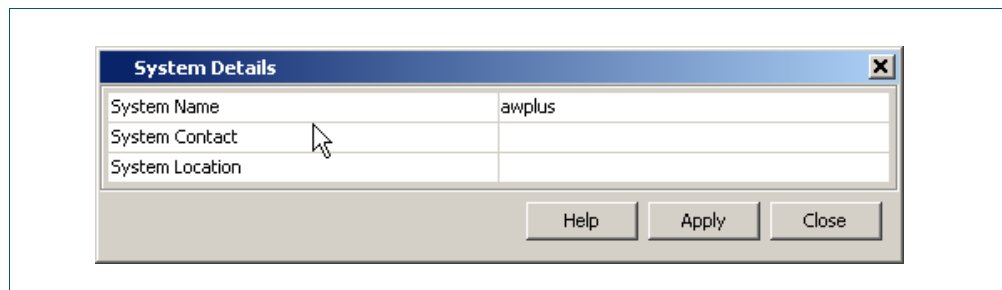 System Details
System Name awplus
System Contact
System Location
Help Apply Close